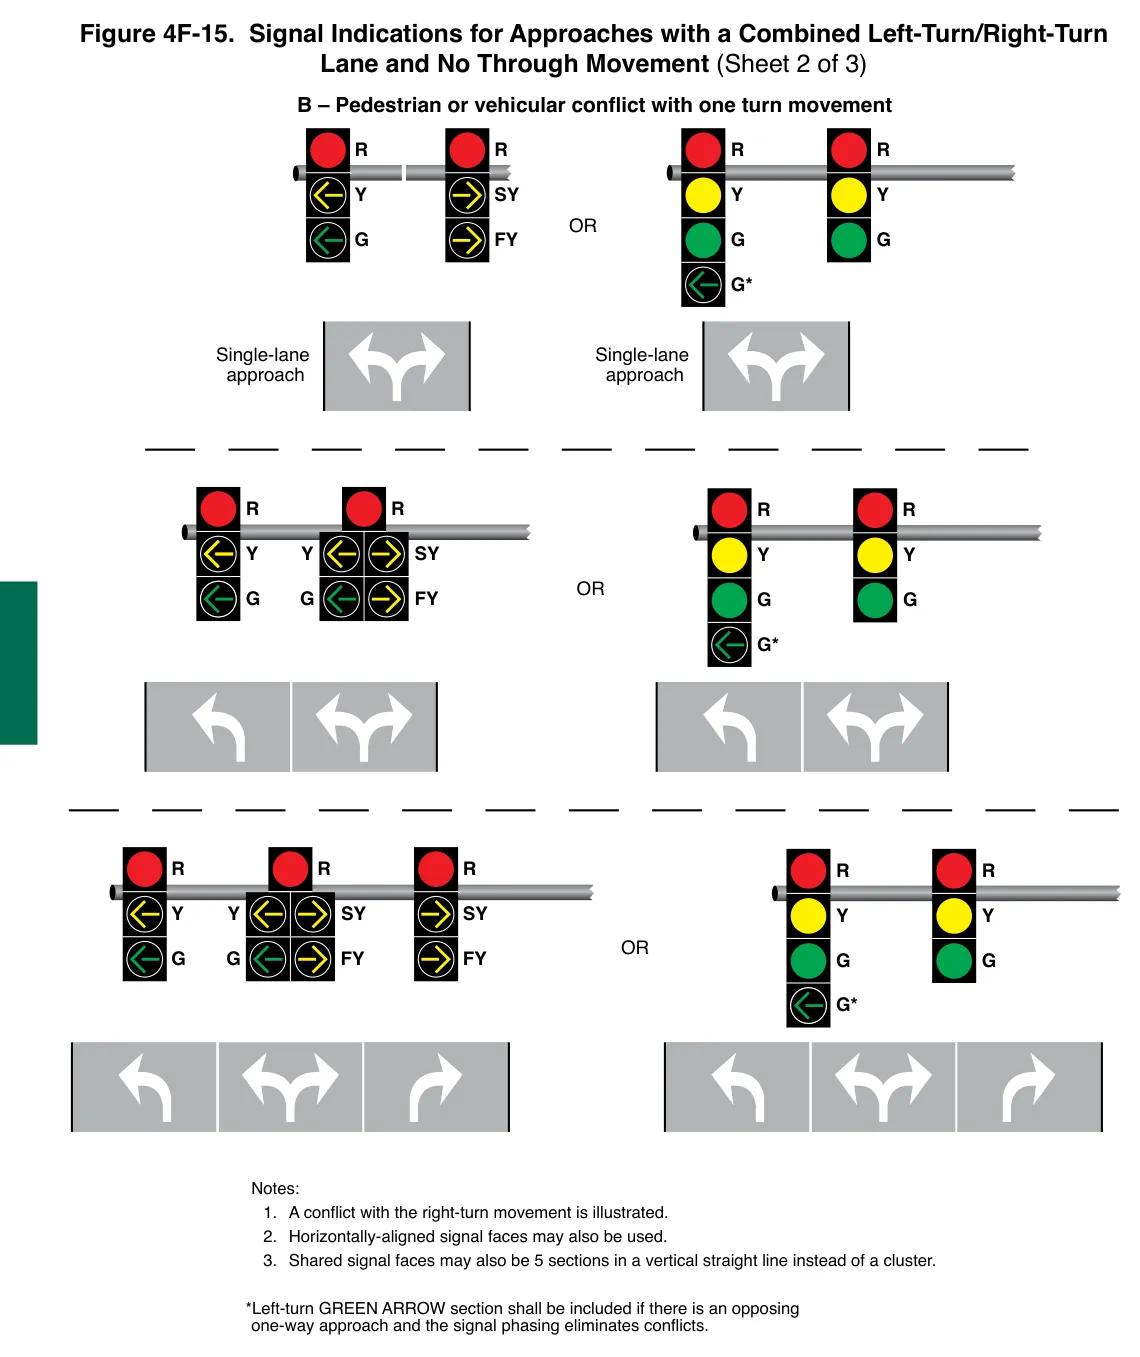 Figure 4F-15.  Signal Indications for Approaches with a Combined Left-Turn/Right-Turn
Lane and No Through Movement (Sheet 2 of 3)
B – Pedestrian or vehicular conflict with one turn movement
R R R R
Y SY Y Y
OR
G FY G G
G*
Single-lane
approach
Single-lane
approach
R R R R
Y Y SY Y Y
OR
G G FY G G
G*
R R R R R
Y Y SY SY Y Y
OR
G G FY FY G G
G*
Notes:
1. A conflict with the right-turn movement is illustrated.
2. Horizontally-aligned signal faces may also be used.
3. Shared signal faces may also be 5 sections in a vertical straight line instead of a cluster.
*Left-turn GREEN ARROW section shall be included if there is an opposing
one-way approach and the signal phasing eliminates conflicts.